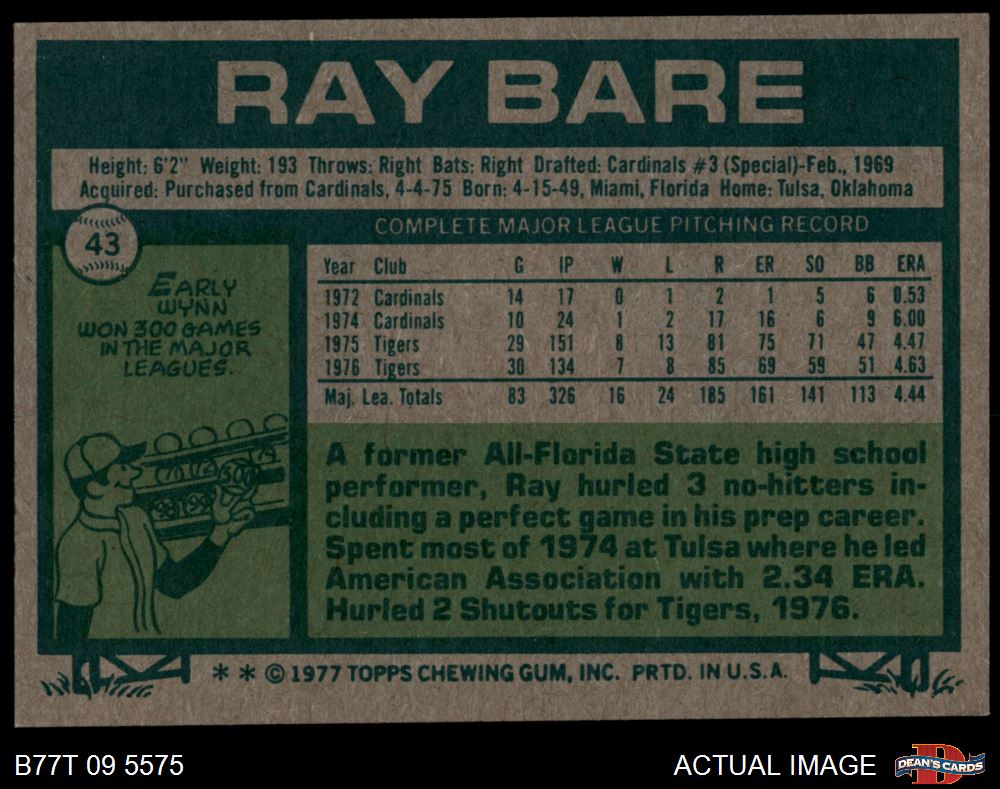 RAY BARE
Height: 6'2" Weight: 193 Throws: Right Bats: Right Drafted: Cardinals #3 (Special)-Feb., 1969
Acquired: Purchased from Cardinals, 4-4-75 Born: 4-15-49, Miami, Florida Home: Tulsa, Oklahoma
43
COMPLETE MAJOR LEAGUE PITCHING RECORD
EARLY
WYNN
WON 300 GAMES
IN THE MAJOR
LEAGUES.
Year Club G IP W L R ER SO BB ERA
1972 Cardinals 14 17 0 1 2 1 5 6 0.53
1974 Cardinals 10 24 1 2 17 16 6 9 6.00
1975 Tigers 29 151 8 13 81 75 71 47 4.47
1976 Tigers 30 134 7 8 85 69 59 51 4.63
Maj. Lea. Totals 83 326 16 24 185 161 141 113 4.44
300
A former All-Florida State high school
performer, Ray hurled 3 no-hitters in-
cluding a perfect game in his prep career.
Spent most of 1974 at Tulsa where he led
American Association with 2.34 ERA.
Hurled 2 Shutouts for Tigers, 1976.
* * © 1977 TOPPS CHEWING GUM, INC. PRTD. IN U.S.A.
B77T 09 5575
ACTUAL IMAGE
DEAN'S CARDS